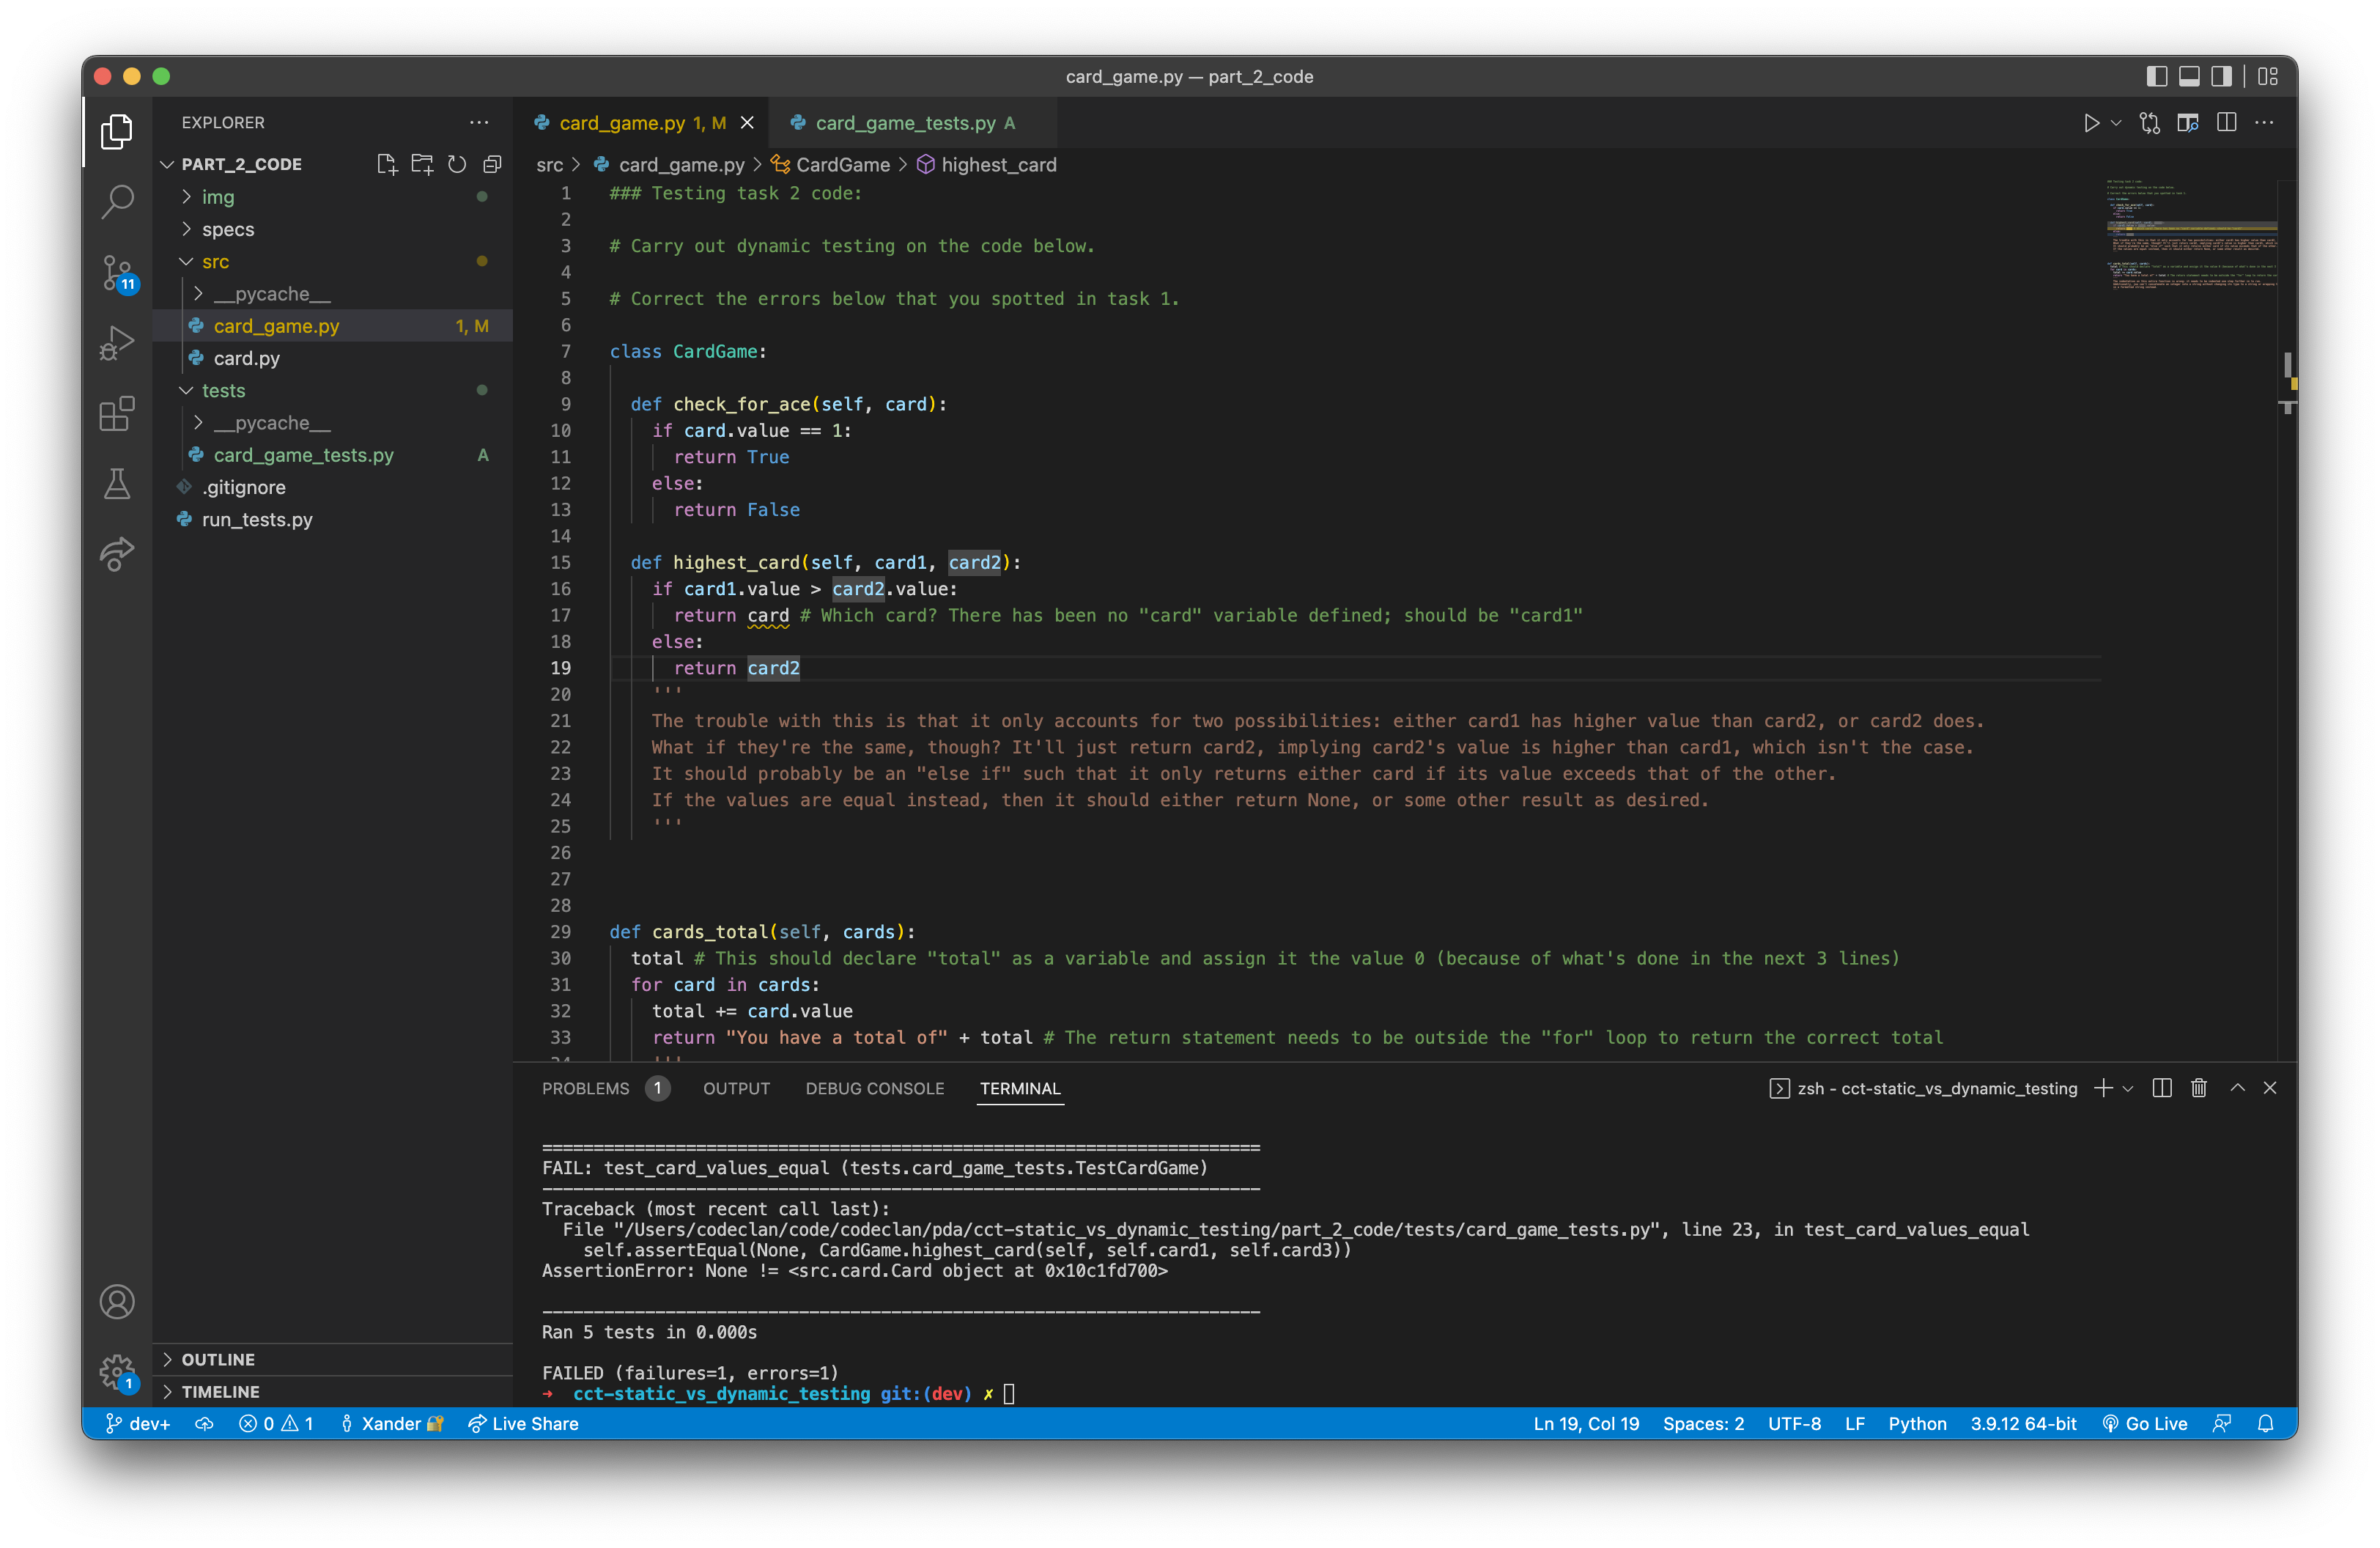 card_game.py — part_2_code
EXPLORER
PART_2_CODE
img
specs
src
__pycache__
card_game.py 1, M
card.py
tests
__pycache__
card_game_tests.py A
.gitignore
run_tests.py
OUTLINE
TIMELINE
11
1
card_game.py 1, M
card_game_tests.py A
src > card_game.py > CardGame > highest_card
1 ### Testing task 2 code:
2
3 # Carry out dynamic testing on the code below.
4
5 # Correct the errors below that you spotted in task 1.
6
7 class CardGame:
8
9 def check_for_ace(self, card):
10 if card.value == 1:
11 return True
12 else:
13 return False
14
15 def highest_card(self, card1, card2):
16 if card1.value > card2.value:
17 return card # Which card? There has been no "card" variable defined; should be "card1"
18 else:
19 return card2
20 '''
21 The trouble with this is that it only accounts for two possibilities: either card1 has higher value than card2, or card2 does.
22 What if they're the same, though? It'll just return card2, implying card2's value is higher than card1, which isn't the case.
23 It should probably be an "else if" such that it only returns either card if its value exceeds that of the other.
24 If the values are equal instead, then it should either return None, or some other result as desired.
25 '''
26
27
28
29 def cards_total(self, cards):
30 total # This should declare "total" as a variable and assign it the value 0 (because of what's done in the next 3 lines)
31 for card in cards:
32 total += card.value
33 return "You have a total of" + total # The return statement needs to be outside the "for" loop to return the correct total
PROBLEMS 1 OUTPUT DEBUG CONSOLE TERMINAL
zsh - cct-static_vs_dynamic_testing
======================================================================
FAIL: test_card_values_equal (tests.card_game_tests.TestCardGame)
----------------------------------------------------------------------
Traceback (most recent call last):
File "/Users/codeclan/code/codeclan/pda/cct-static_vs_dynamic_testing/part_2_code/tests/card_game_tests.py", line 23, in test_card_values_equal
self.assertEqual(None, CardGame.highest_card(self, self.card1, self.card3))
AssertionError: None != <src.card.Card object at 0x10c1fd700>
----------------------------------------------------------------------
Ran 5 tests in 0.000s
FAILED (failures=1, errors=1)
➜ cct-static_vs_dynamic_testing git:(dev) ✗
dev+ 0 1 Xander Live Share
Ln 19, Col 19 Spaces: 2 UTF-8 LF Python 3.9.12 64-bit Go Live